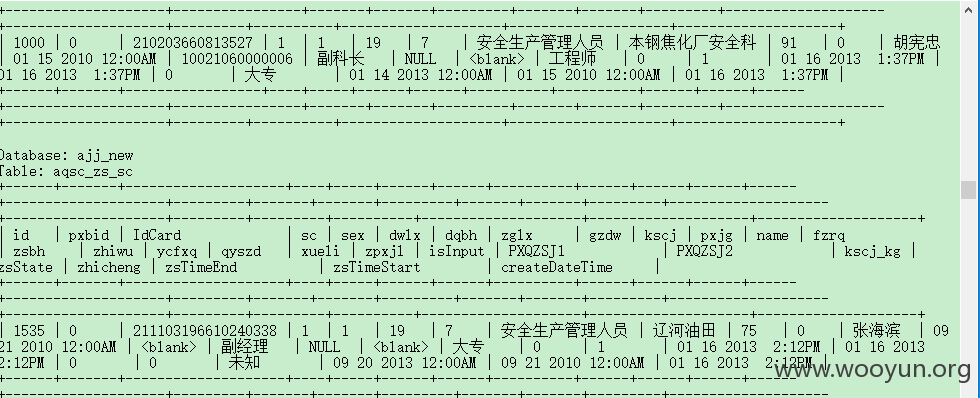 | 1000 | 0 | 210203660813527 | 1 | 1 | 19 | 7 | 安全生产管理人员 | 本钢焦化厂安全科 | 91 | 0 | 胡宪忠
| 01 15 2010 12:00AM | 10021060000006 | 副科长 | NULL | <blank> | 工程师 | 0 | 1 | 01 16 2013 1:37PM |
01 16 2013 1:37PM | 0 | 大专 | 01 14 2013 12:00AM | 01 15 2010 12:00AM | 01 16 2013 1:37PM |
Database: ajj_new
Table: aqsc_zs_sc
| id | pxbid | IdCard | sc | sex | dwlx | dqbh | zglx | gzdw | kscj | pxjg | name | fzrq
| zsbh | zhiwu | ycfxq | qyszd | xueli | zpxjl | isInput | PXQZSJ1 | PXQZSJ2 | kscj_kg |
zsState | zhicheng | zsTimeEnd | zsTimeStart | createDateTime |
| 1535 | 0 | 211103196610240338 | 1 | 1 | 19 | 7 | 安全生产管理人员 | 辽河油田 | 75 | 0 | 张海滨 | 09
21 2010 12:00AM | <blank> | 副经理 | NULL | <blank> | 大专 | 0 | 1 | 01 16 2013 2:12PM | 01 16 2013
2:12PM | 0 | 0 | 未知 | 09 20 2013 12:00AM | 09 21 2010 12:00AM | 01 16 2013 2:12PM |
www.wooyun.org